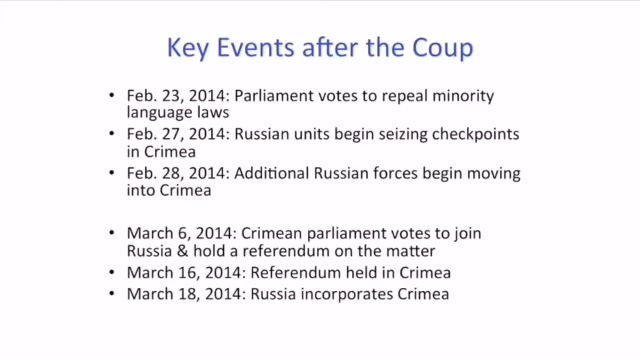 Key Events after the Coup
• Feb. 23, 2014: Parliament votes to repeal minority
language laws
• Feb. 27, 2014: Russian units begin seizing checkpoints
in Crimea
• Feb. 28, 2014: Additional Russian forces begin moving
into Crimea
• March 6, 2014: Crimean parliament votes to join
Russia & hold a referendum on the matter
• March 16, 2014: Referendum held in Crimea
• March 18, 2014: Russia incorporates Crimea